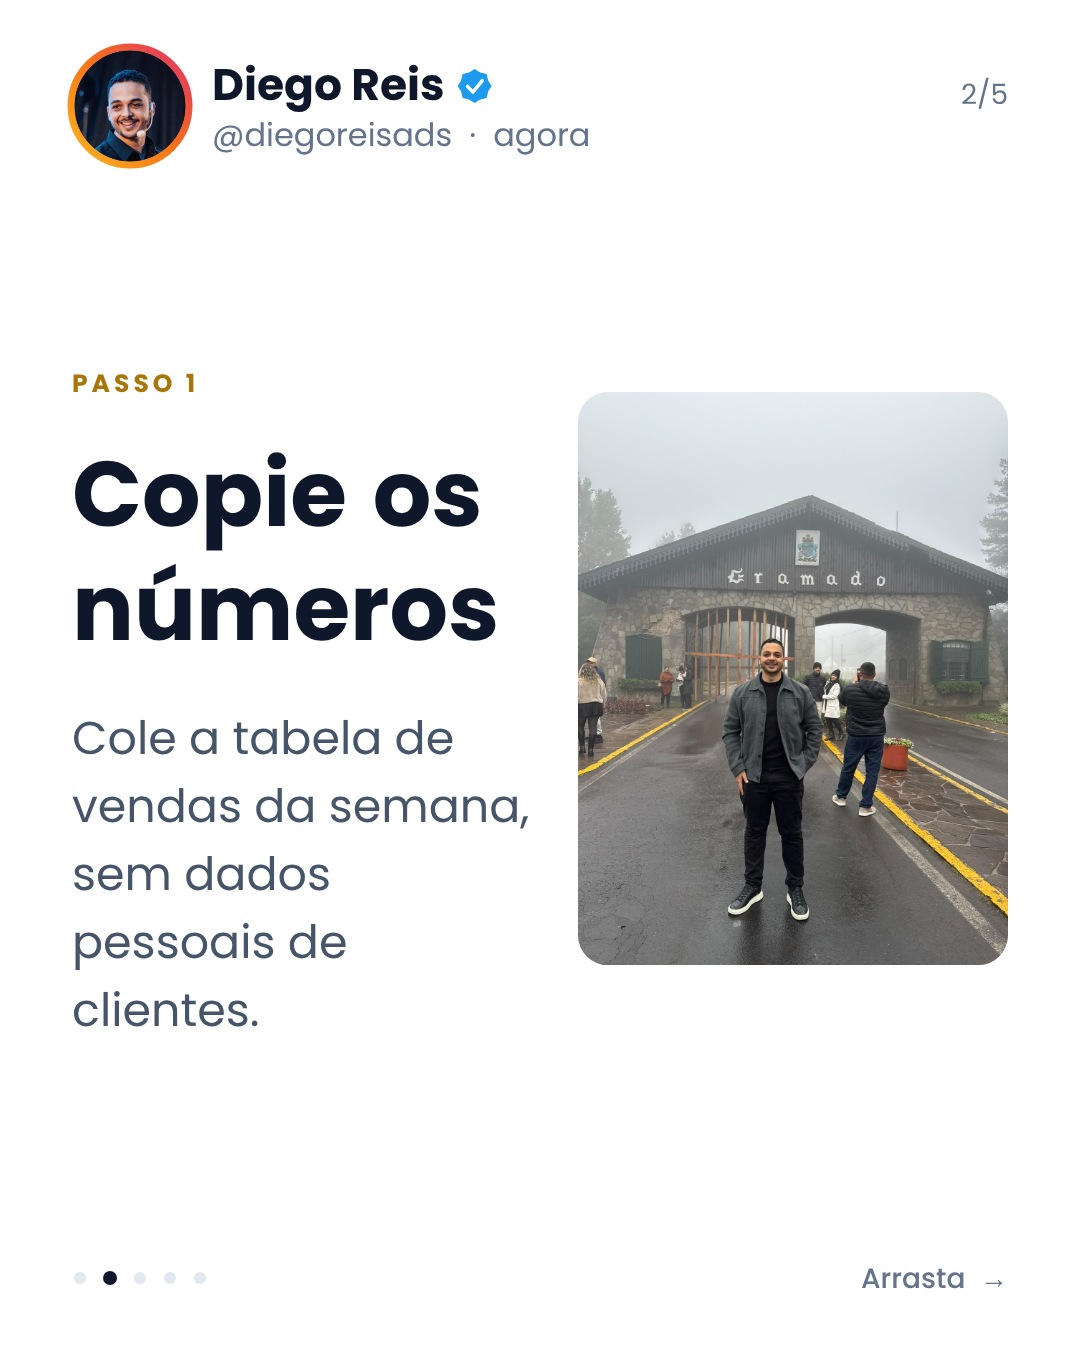 Diego Reis
@diegoreisads · agora
2/5
PASSO 1
Copie os
números
Cole a tabela de
vendas da semana,
sem dados
pessoais de
clientes.
Gramado
Arrasta →